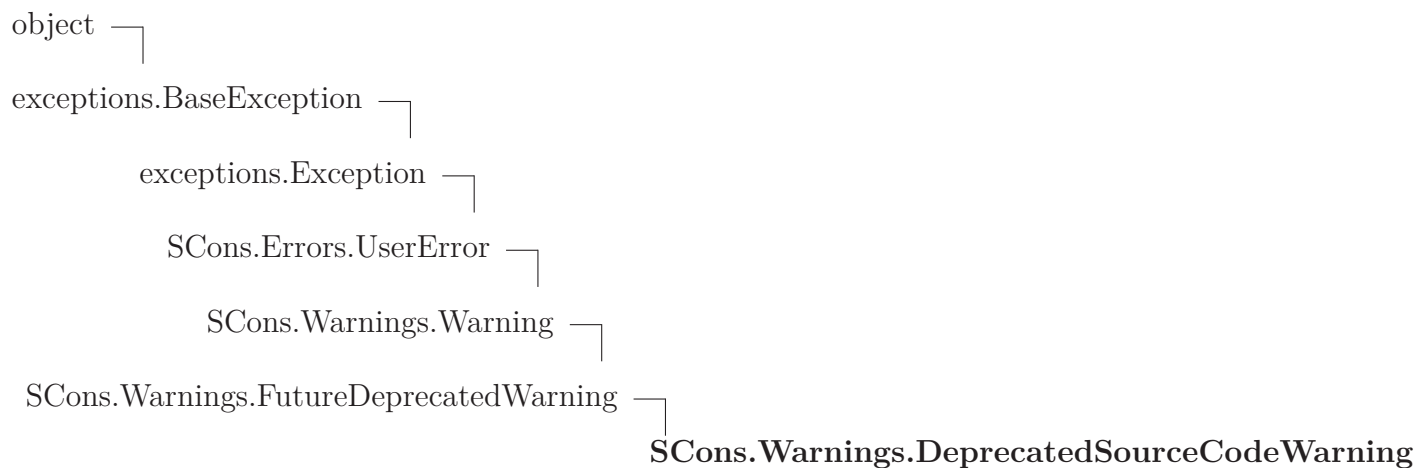 object
exceptions.BaseException
exceptions.Exception
SCons.Errors.UserError
SCons.Warnings.Warning
SCons.Warnings.FutureDeprecatedWarning
SCons.Warnings.DeprecatedSourceCodeWarning